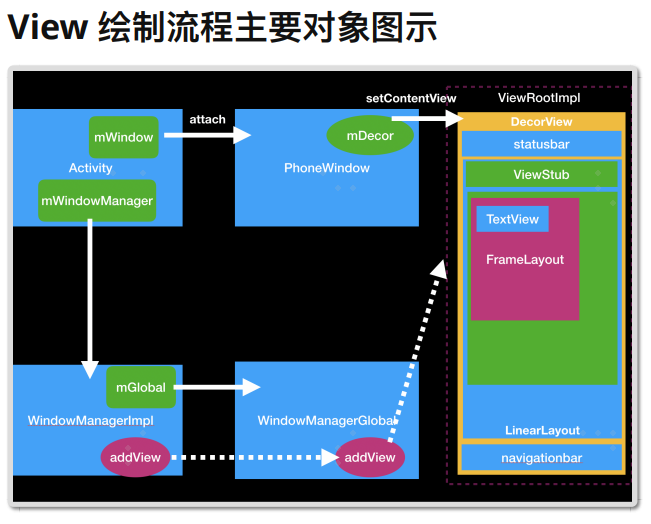 View 绘制流程主要对象图示
setContentView
ViewRootImpl
attach
mWindow
mDecor
DecorView
statusbar
Activity
PhoneWindow
ViewStub
mWindowManager
TextView
FrameLayout
mGlobal
WindowManagerImpl
WindowManagerGlobal
LinearLayout
addView
addView
navigationbar